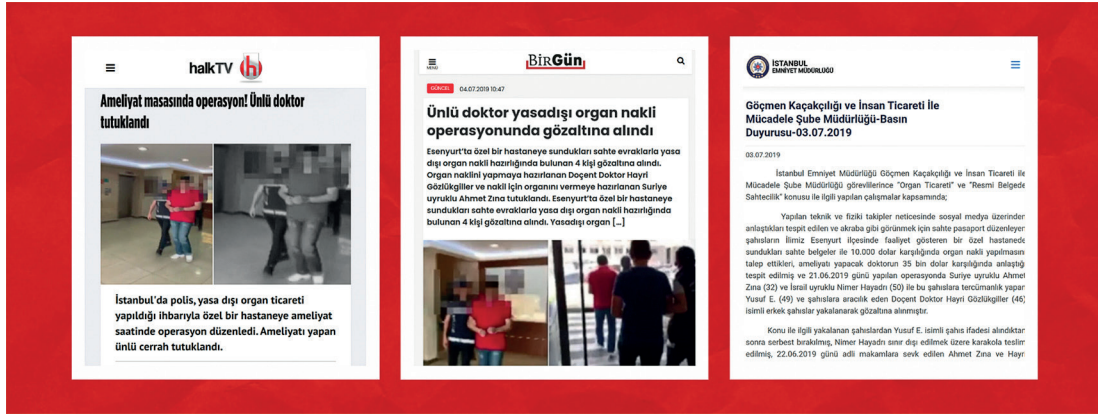 halkTV h
Ameliyat masasında operasyon! Ünlü doktor
tutuklandı
İstanbul'da polis, yasa dışı organ ticareti
yapıldığı ihbarıyla özel bir hastaneye ameliyat
saatinde operasyon düzenledi. Ameliyatı yapan
ünlü cerrah tutuklandı.
MENU
BİRGün
GÜNCEL 04.07.2019 10:47
Ünlü doktor yasadışı organ nakli
operasyonunda gözaltına alındı
Esenyurt'ta özel bir hastaneye sundukları sahte evraklarla yasa
dışı organ nakli hazırlığında bulunan 4 kişi gözaltına alındı.
Organ naklini yapmaya hazırlanan Doçent Doktor Hayri
Gözlükgiller ve nakil için organını vermeye hazırlanan Suriye
uyruklu Ahmet Zına tutuklandı. Esenyurt'ta özel bir hastaneye
sundukları sahte evraklarla yasa dışı organ nakli hazırlığında
bulunan 4 kişi gözaltına alındı. Yasadışı organ […]
İSTANBUL
EMNİYET MÜDÜRLÜĞÜ
Göçmen Kaçakçılığı ve İnsan Ticareti İle
Mücadele Şube Müdürlüğü-Basın
Duyurusu-03.07.2019
03.07.2019
İstanbul Emniyet Müdürlüğü Göçmen Kaçakçılığı ve İnsan Ticareti ile
Mücadele Şube Müdürlüğü görevlilerince "Organ Ticareti" ve "Resmi Belgede
Sahtecilik" konusu ile ilgili yapılan çalışmalar kapsamında;
Yapılan teknik ve fiziki takipler neticesinde sosyal medya üzerinden
anlaştıkları tespit edilen ve akraba gibi görünmek için sahte pasaport düzenleyen
şahısların İlimiz Esenyurt ilçesinde faaliyet gösteren bir özel hastanede
sundukları sahte belgeler ile 10.000 dolar karşılığında organ nakli yapılmasını
talep ettikleri, ameliyatı yapacak doktorun 35 bin dolar karşılığında anlaştığı
tespit edilmiş ve 21.06.2019 günü yapılan operasyonda Suriye uyruklu Ahmet
Zına (32) ve İsrail uyruklu Nimer Hayadrı (50) ile bu şahıslara tercümanlık yapan
Yusuf E. (49) ve şahıslara aracılık eden Doçent Doktor Hayri Gözlükgiller (46)
isimli erkek şahıslar yakalanarak gözaltına alınmıştır.
Konu ile ilgili yakalanan şahıslardan Yusuf E. isimli şahıs ifadesi alındıktan
sonra serbest bırakılmış, Nimer Hayadrı sınır dışı edilmek üzere karakola teslim
edilmiş, 22.06.2019 günü adli makamlara sevk edilen Ahmet Zına ve Hayri